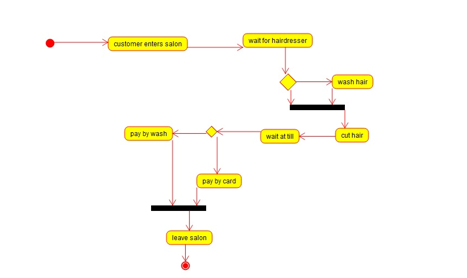 customer enters salon
wait for hairdresser
wash hair
cut hair
wait at till
pay by wash
pay by card
leave salon